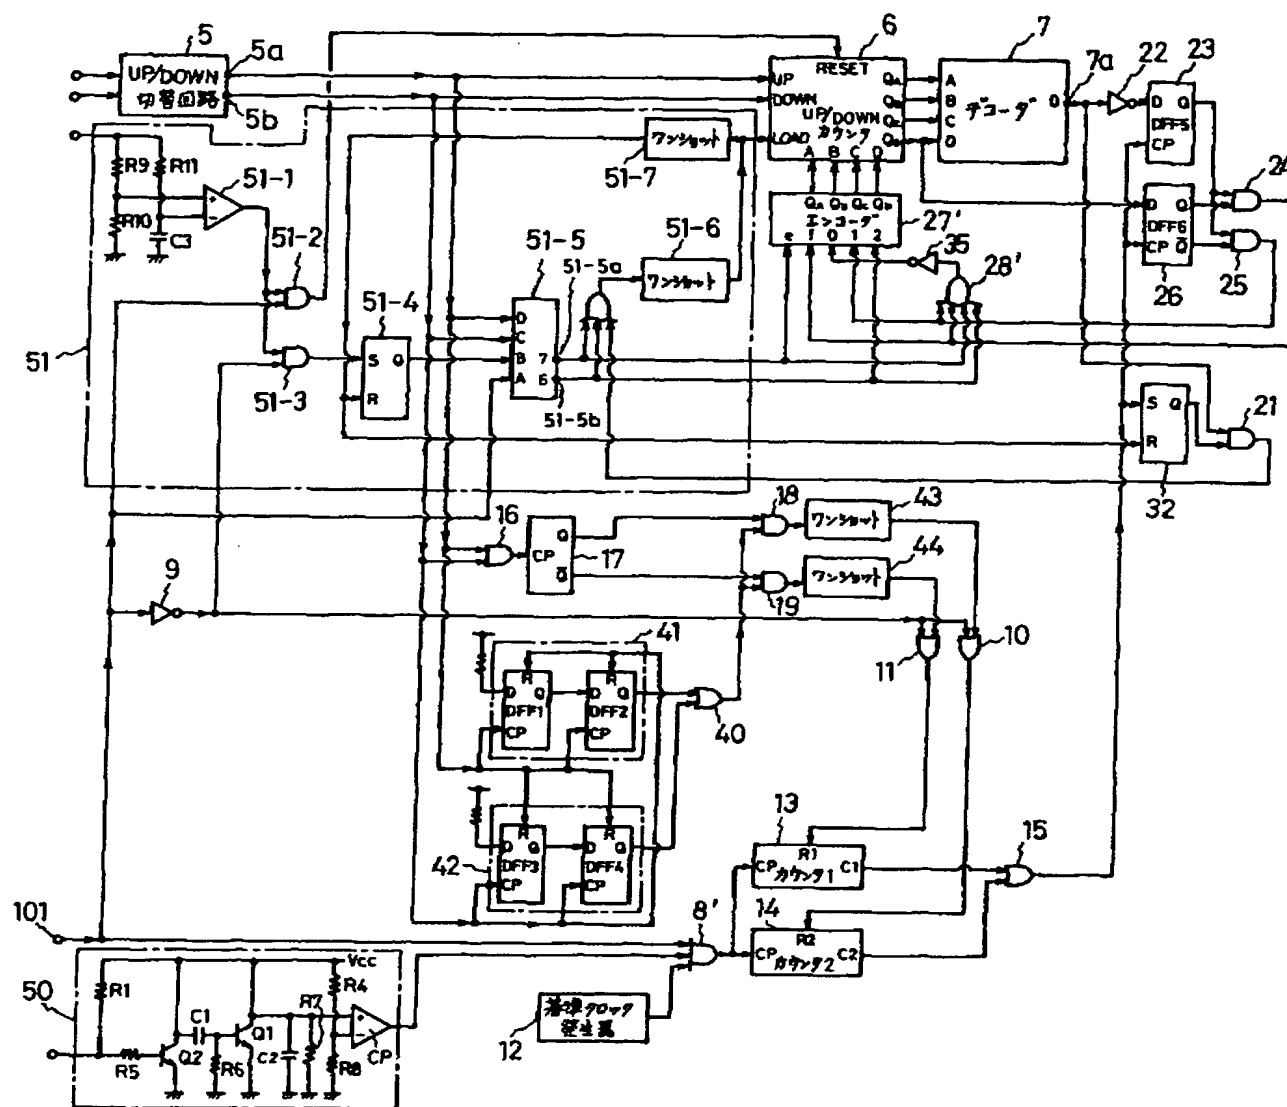 5
UP/DOWN
切替回路
5a
5b
6
RESET
UP
DOWN
LOAD
UP/DOWN
カウンタ
QA
A B C D
7
A
B
C
D
デコーダ
D
7a
22
23
D Q
DFF5
CP
24
25
26
D Q
DFF6
CP Q̅
51-7
ワンショット
51-6
ワンショット
QA QB QC QD
エンコーダ
27'
e 1 0 1 2
35
28'
R9
R11
R10
C3
51-1
51-2
51-3
51-4
S Q
R
51-5
D
C
B 7
A 6
51-5a
51-5b
51
32
S Q
R
21
16
17
CP
Q
Q̅
18
43
ワンショット
19
44
ワンショット
9
10
11
41
R R
D Q D Q
DFF1 DFF2
CP CP
40
42
R R
D Q D Q
DFF3 DFF4
CP CP
13
R1
CP カウンタ1 C1
14
R2
CP カウンタ2 C2
15
8'
101
12
基準クロック
発生器
50
R1
R5
Q2
C1
R6
Q1
C2
R7
Vcc
R4
R8
CP